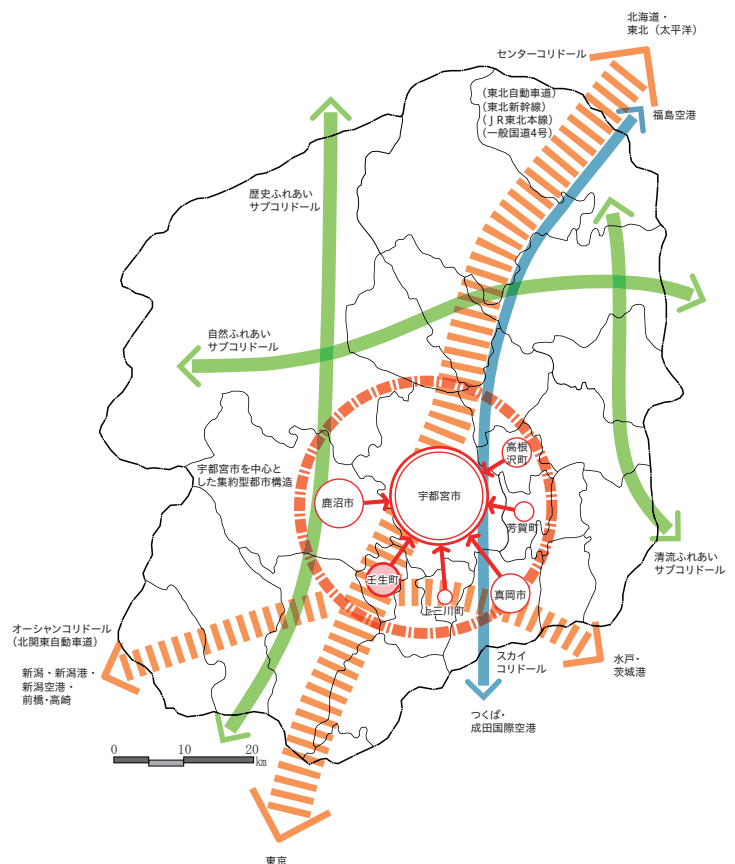 北海道・
東北（太平洋）
センターコリドール
（東北自動車道）
（東北新幹線）
（ＪＲ東北本線）
（一般国道4号）
福島空港
歴史ふれあい
サブコリドール
自然ふれあい
サブコリドール
宇都宮市を中心と
した集約型都市構造
高根
沢町
宇都宮市
鹿沼市
芳賀町
壬生町
上三川町
真岡市
清流ふれあい
サブコリドール
オーシャンコリドール
（北関東自動車道）
新潟・新潟港・
新潟空港・
前橋・高崎
スカイ
コリドール
水戸・
茨城港
つくば・
成田国際空港
0 10 20
km
東京